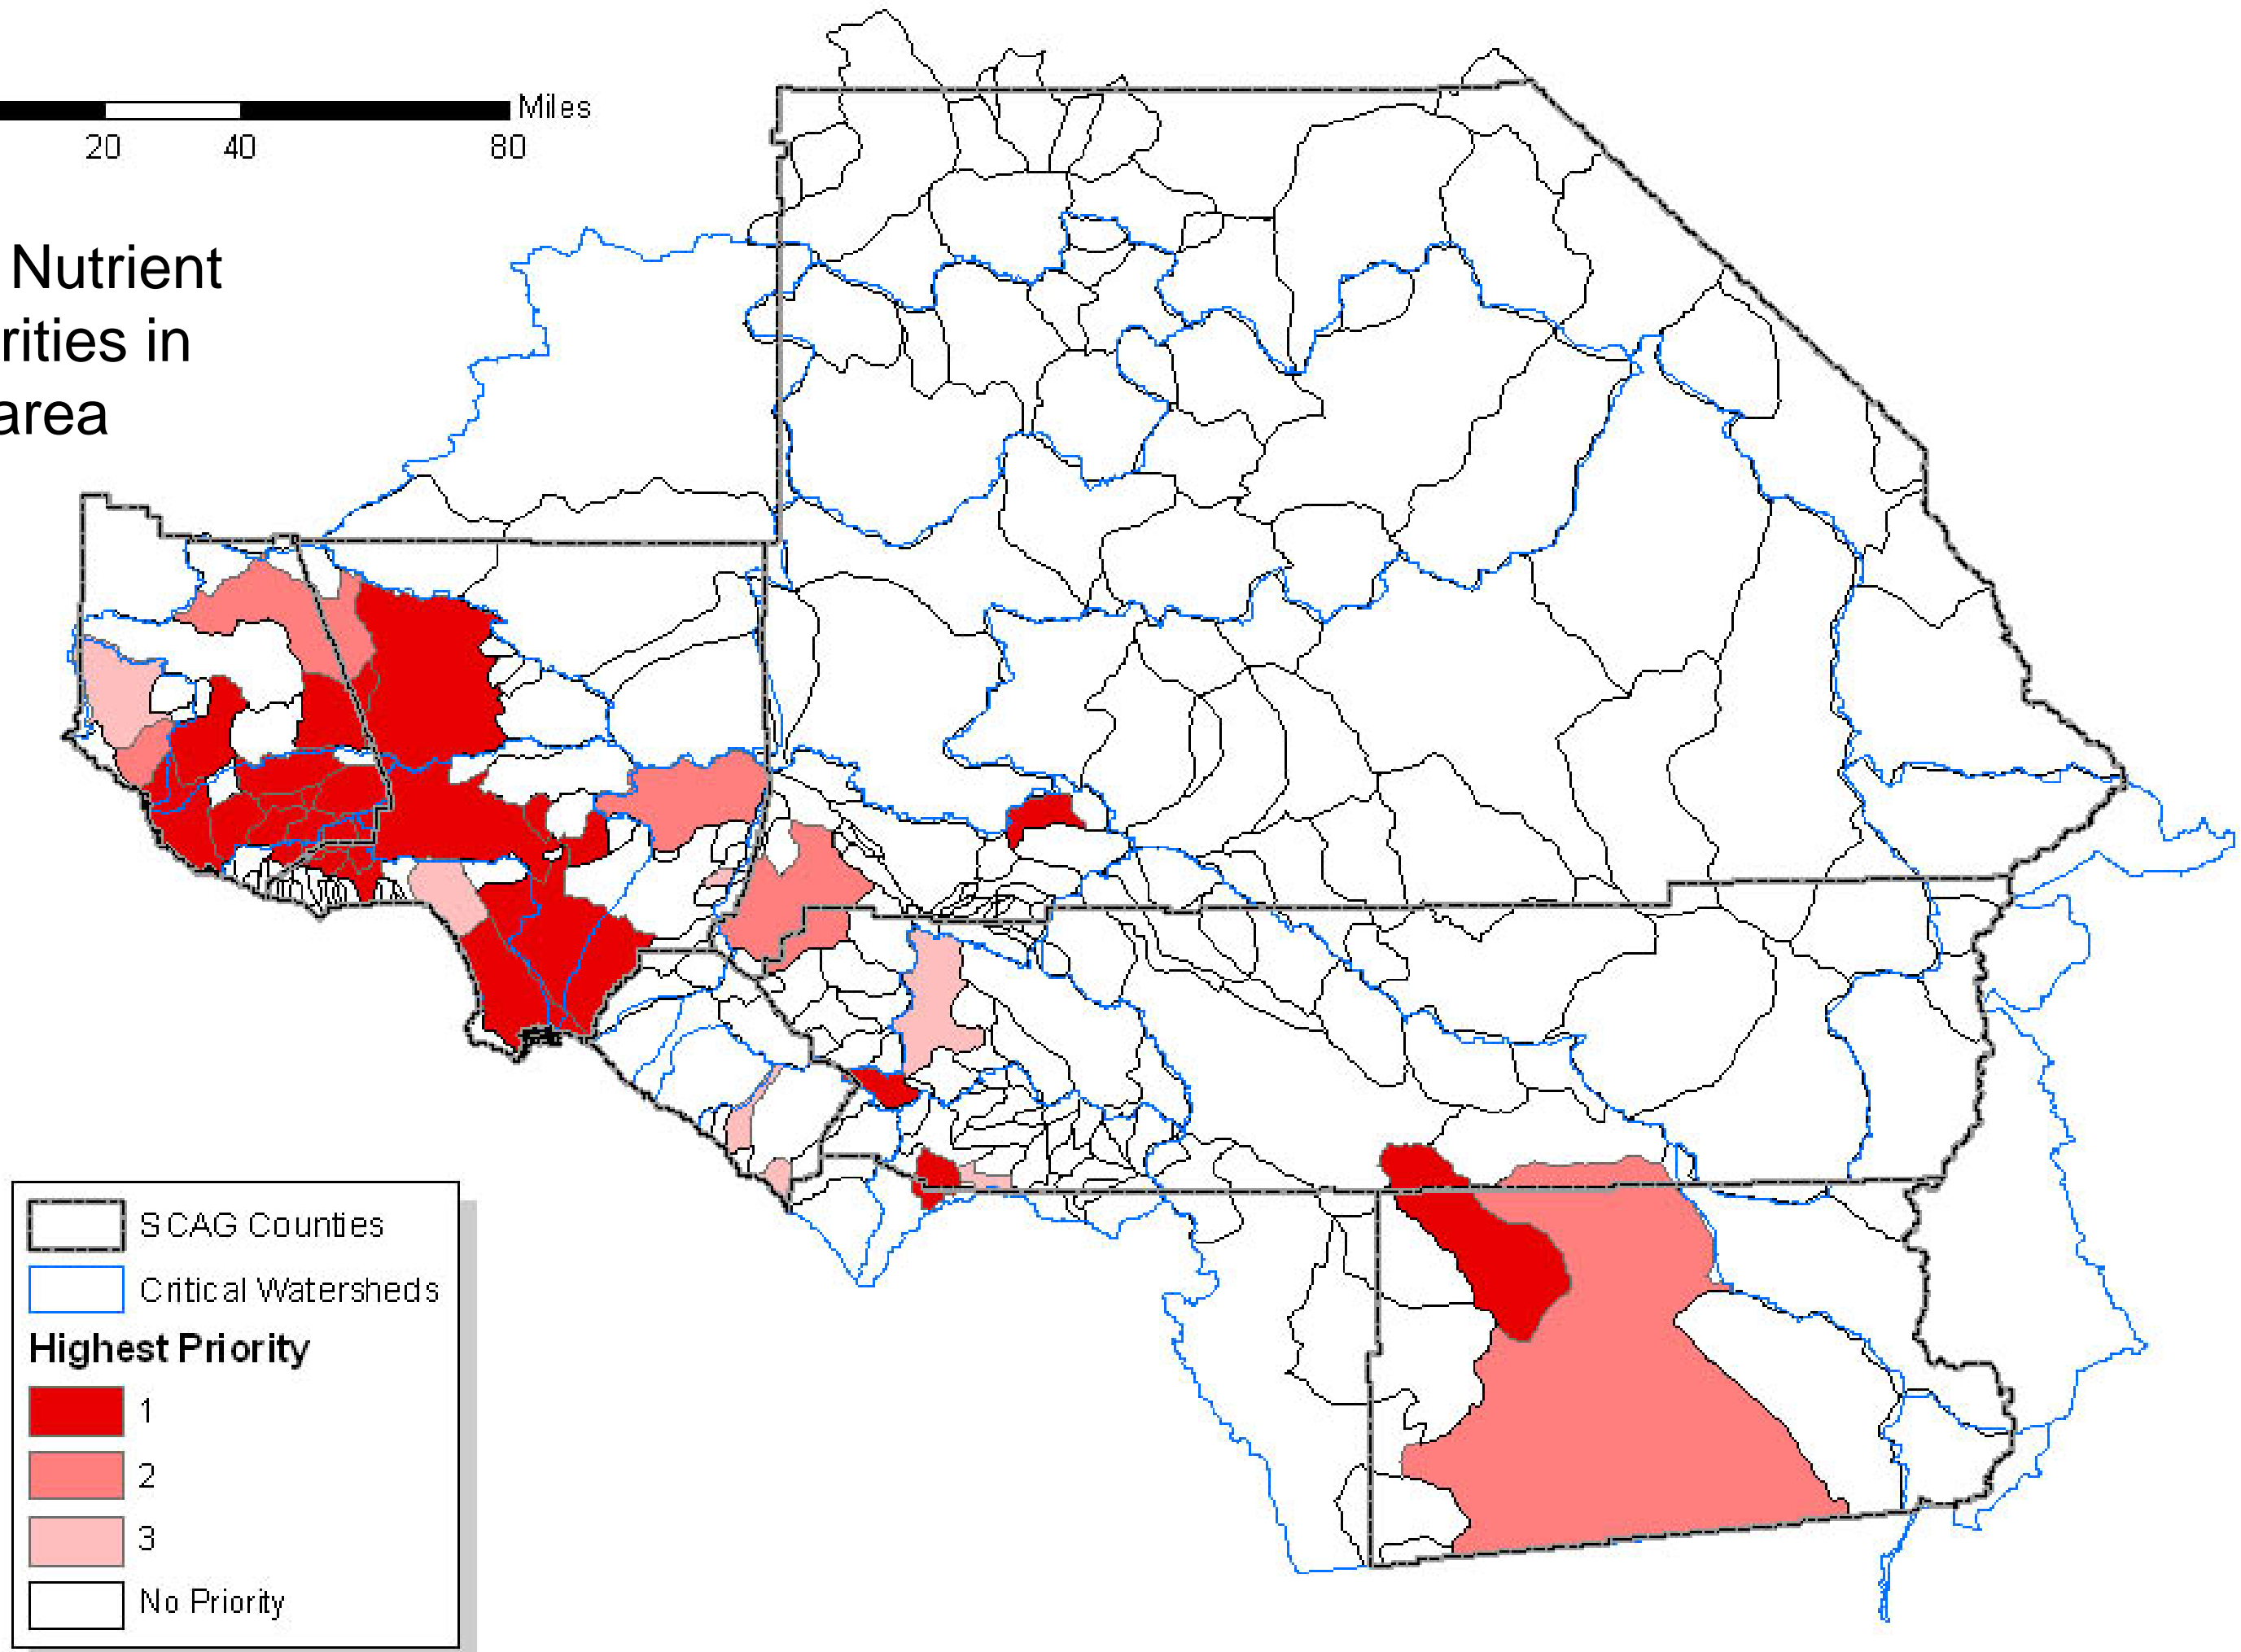 Miles
20 40 80
Nutrient
rities in
area
SCAG Counties
Critical Watersheds
Highest Priority
1
2
3
No Priority